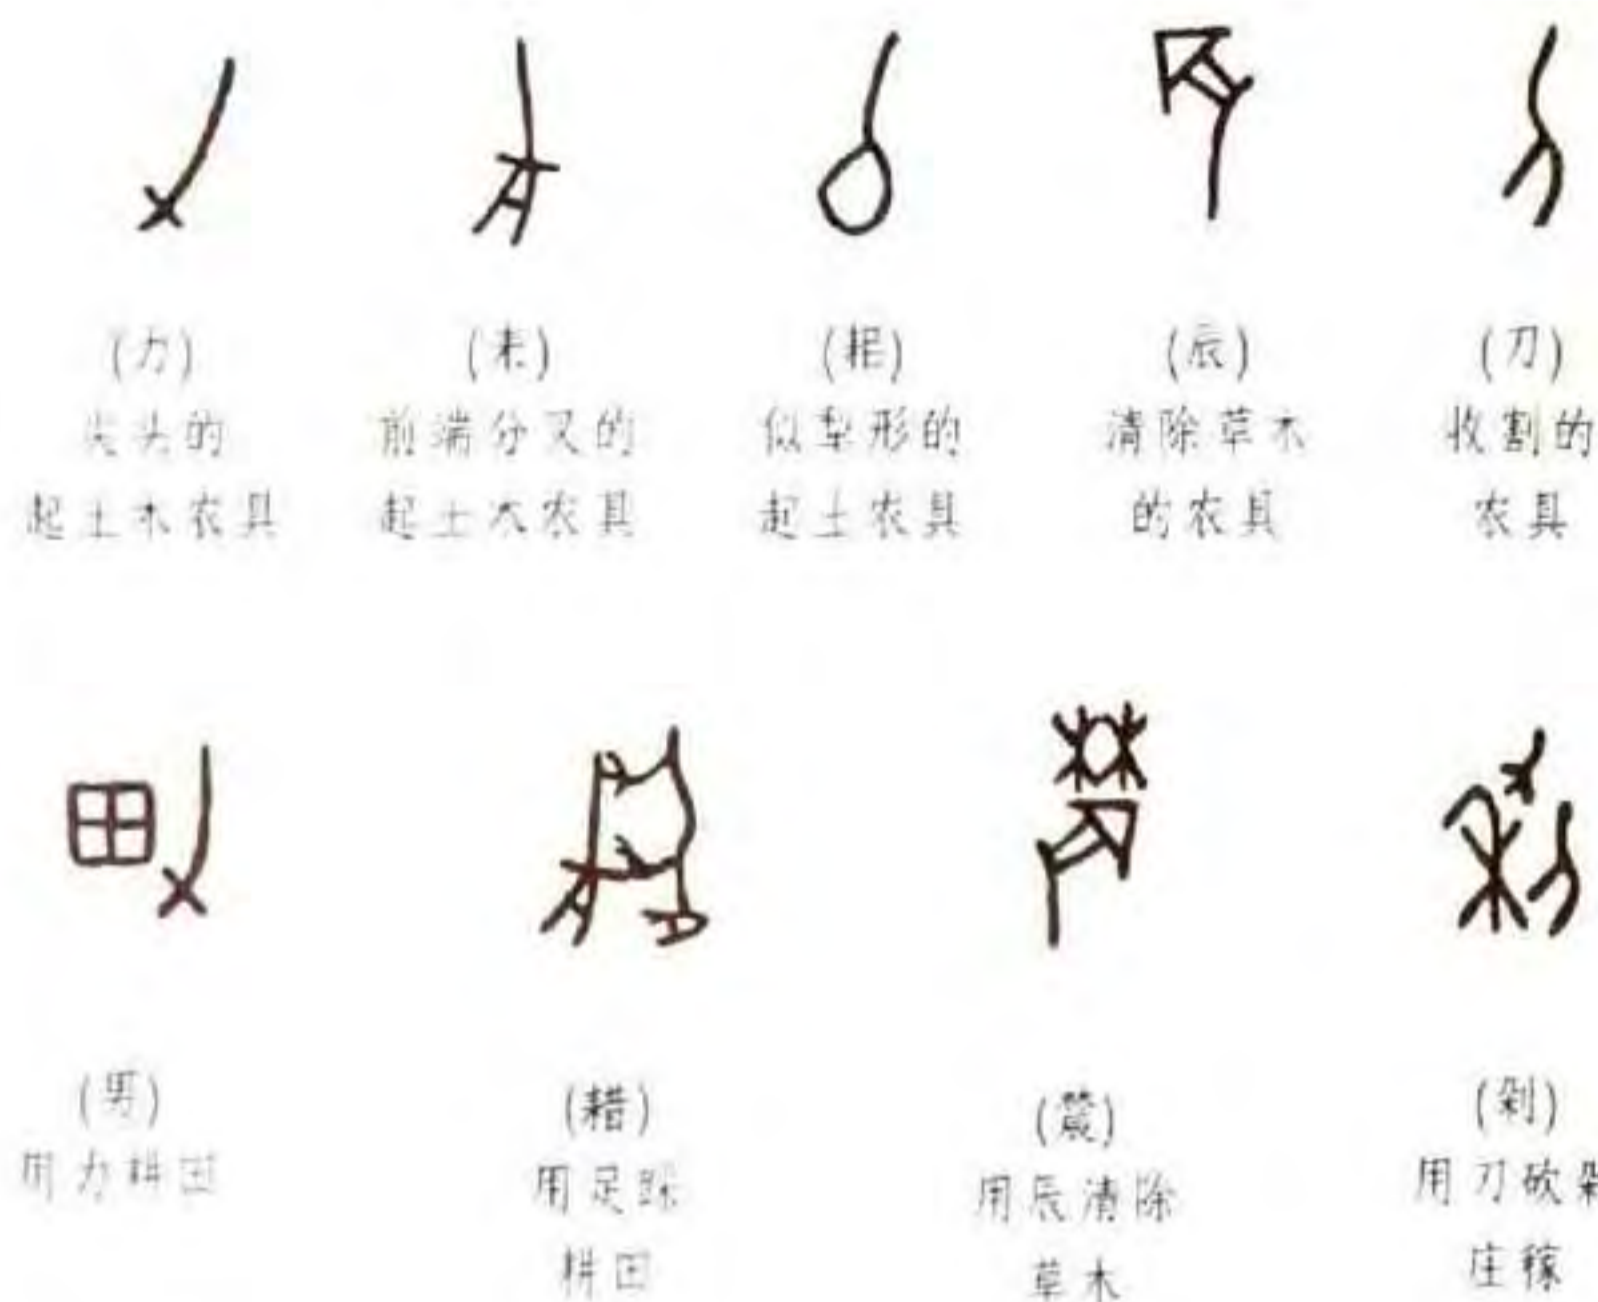 (力)
尖头的
起土木农具
(耒)
前端分叉的
起土木农具
(耜)
似犁形的
起土农具
(辰)
清除草木
的农具
(刀)
收割的
农具
(男)
用力耕田
(耤)
用足踩
耕田
(農)
用辰清除
草木
(剁)
用刀砍
庄稼